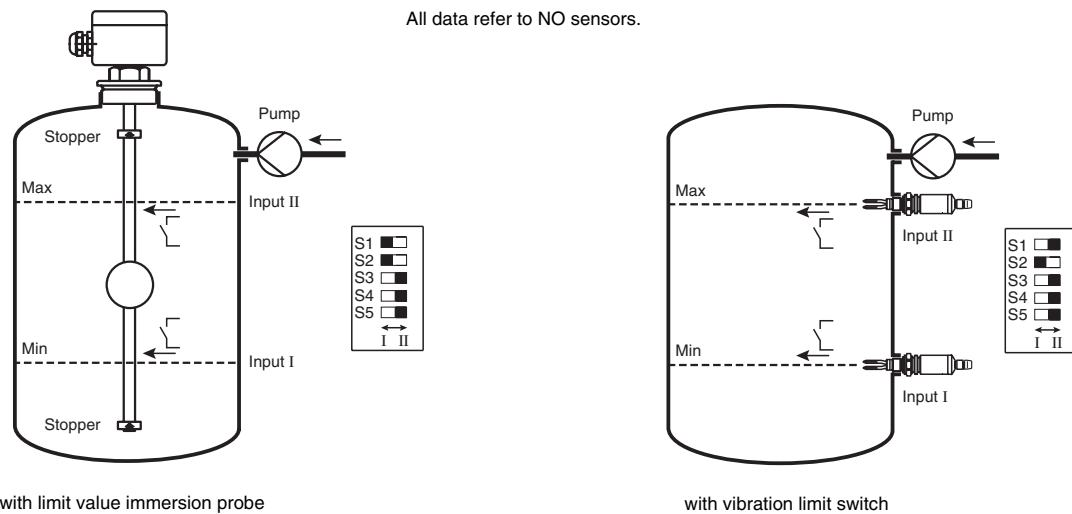 All data refer to NO sensors.
Pump
Stopper
Max
Input II
S1
S2
S3
S4
S5
I II
Min
Input I
Stopper
with limit value immersion probe
Pump
Max
Input II
S1
S2
S3
S4
S5
I II
Min
Input I
with vibration limit switch